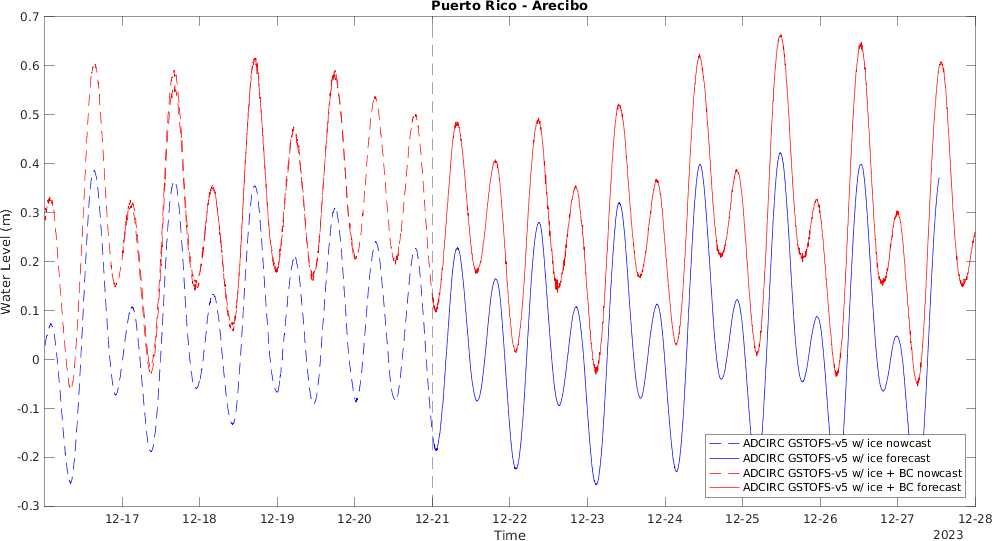 Puerto Rico - Arecibo
0.7
0.6
0.5
0.4
0.3
0.2
0.1
0
-0.1
-0.2
-0.3
Water Level (m)
ADCIRC GSTOFS-v5 w/ ice nowcast
ADCIRC GSTOFS-v5 w/ ice forecast
ADCIRC GSTOFS-v5 w/ ice + BC nowcast
ADCIRC GSTOFS-v5 w/ ice + BC forecast
12-17 12-18 12-19 12-20 12-21 12-22 12-23 12-24 12-25 12-26 12-27 12-28
Time
2023